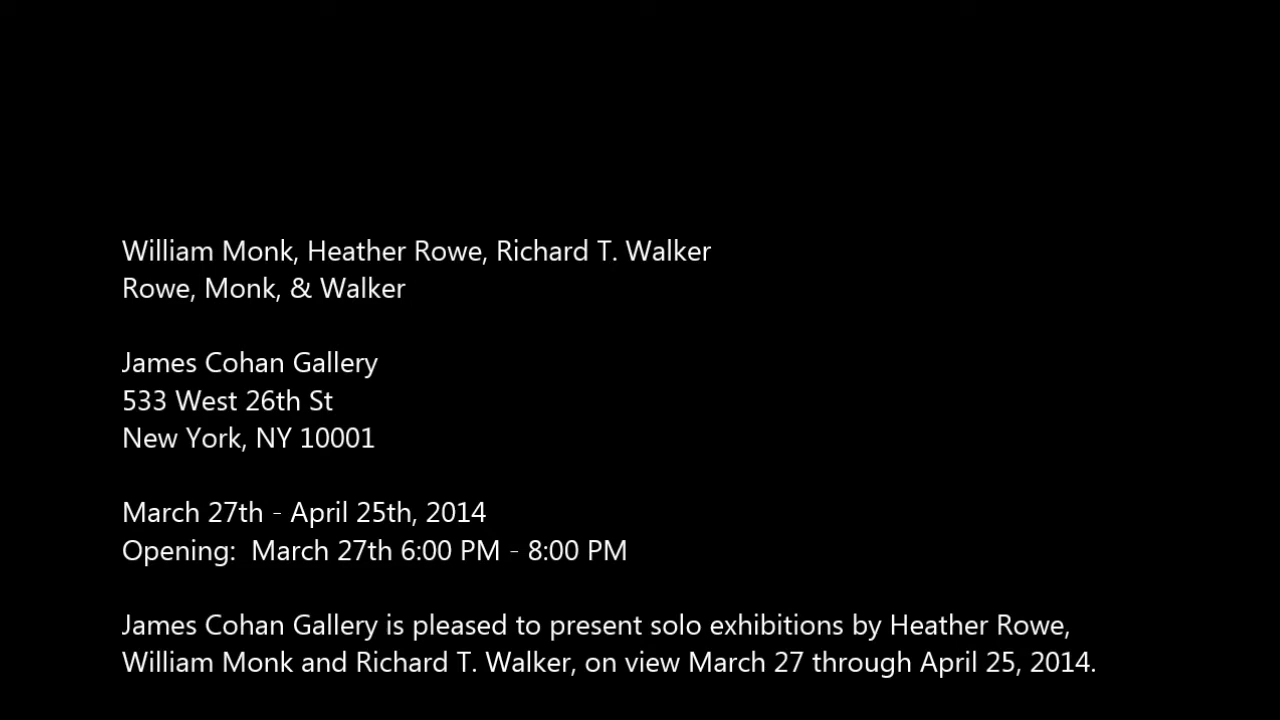 William Monk, Heather Rowe, Richard T. Walker
Rowe, Monk, & Walker
James Cohan Gallery
533 West 26th St
New York, NY 10001
March 27th - April 25th, 2014
Opening:  March 27th 6:00 PM - 8:00 PM
James Cohan Gallery is pleased to present solo exhibitions by Heather Rowe,
William Monk and Richard T. Walker, on view March 27 through April 25, 2014.